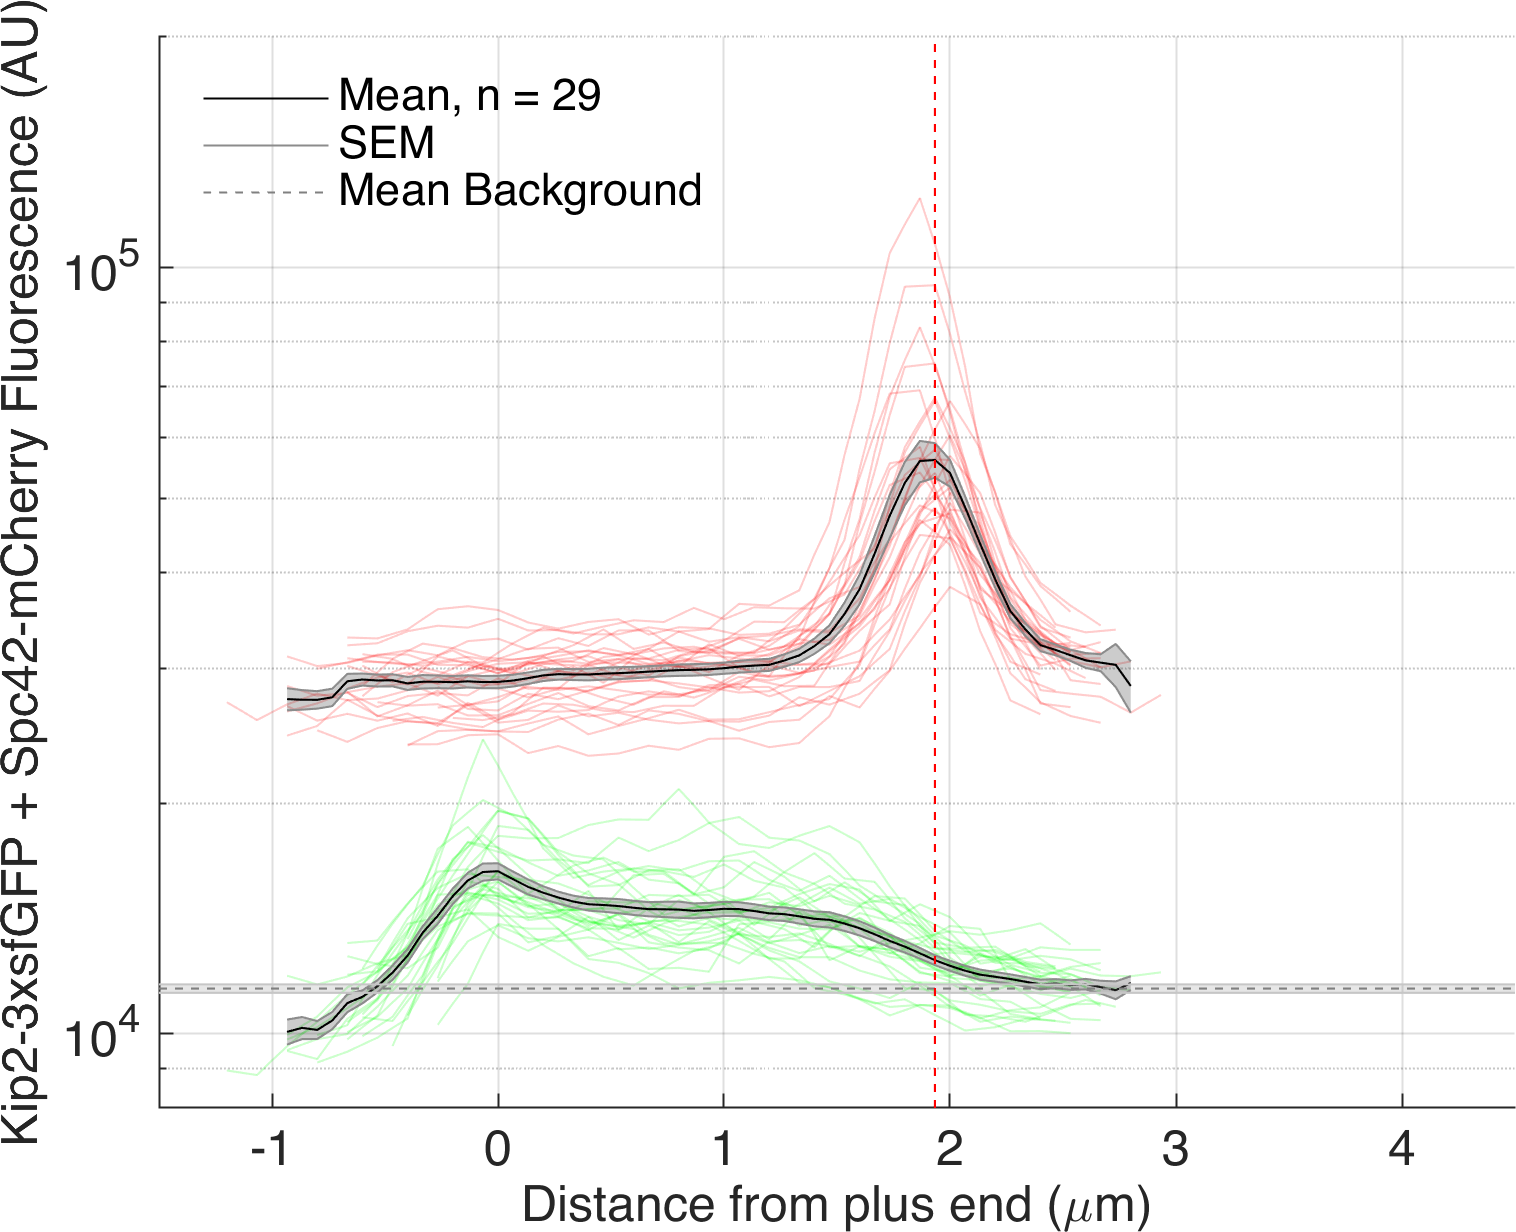 Kip2-3xsfGFP + Spc42-mCherry Fluorescence (AU)
Mean, n = 29
SEM
Mean Background
10^5
10^4
-1 0 1 2 3 4
Distance from plus end (μm)